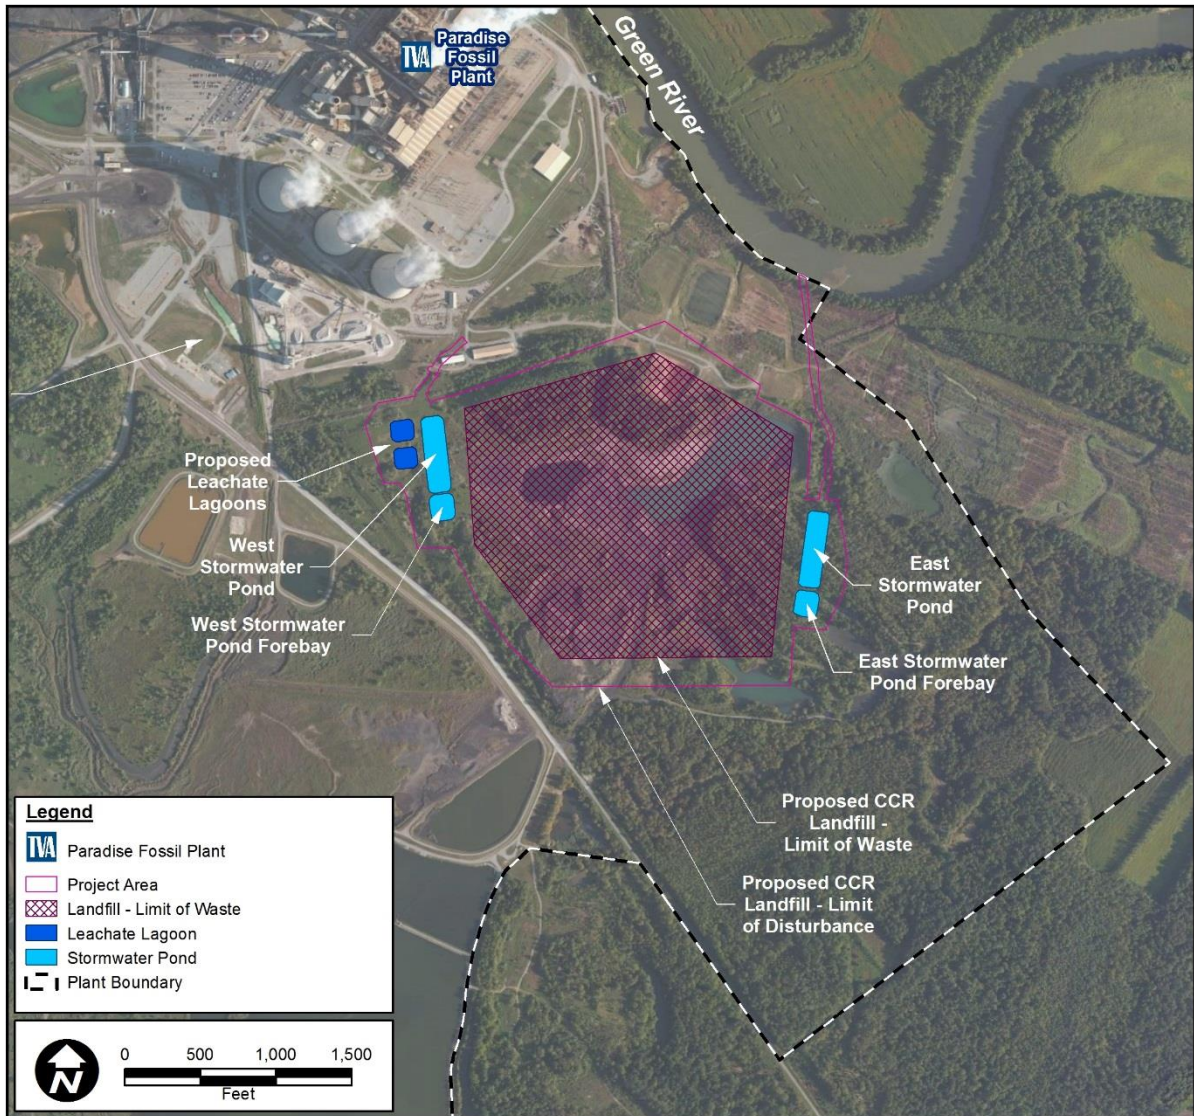 TVA
Paradise
Fossil
Plant
Green River
Proposed
Leachate
Lagoons
West
Stormwater
Pond
West Stormwater
Pond Forebay
East
Stormwater
Pond
East Stormwater
Pond Forebay
Proposed CCR
Landfill -
Limit of Waste
Proposed CCR
Landfill - Limit
of Disturbance
Legend
TVA Paradise Fossil Plant
Project Area
Landfill - Limit of Waste
Leachate Lagoon
Stormwater Pond
Plant Boundary
N
0 500 1,000 1,500
Feet